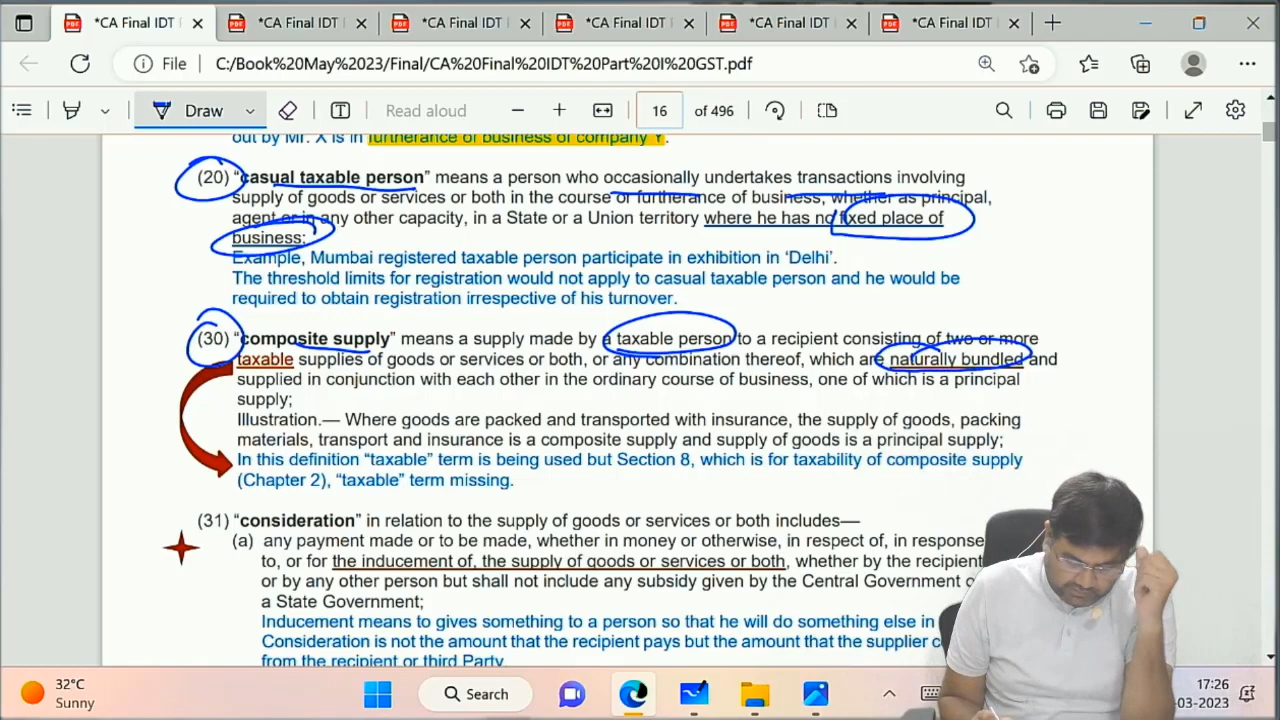 *CA Final IDT
*CA Final IDT
*CA Final IDT
*CA Final IDT
*CA Final IDT
*CA Final IDT
File
C:/Book%20May%202023/Final/CA%20Final%20IDT%20Part%20I%20GST.pdf
Draw
Read aloud
16
of 496
out by Mr. X is in furtherance of business of company Y.
(20) “casual taxable person” means a person who occasionally undertakes transactions involving
supply of goods or services or both in the course or furtherance of business, whether as principal,
agent or in any other capacity, in a State or a Union territory where he has no fixed place of
business;
Example, Mumbai registered taxable person participate in exhibition in ‘Delhi’.
The threshold limits for registration would not apply to casual taxable person and he would be
required to obtain registration irrespective of his turnover.
(30) “composite supply” means a supply made by a taxable person to a recipient consisting of two or more
taxable supplies of goods or services or both, or any combination thereof, which are naturally bundled and
supplied in conjunction with each other in the ordinary course of business, one of which is a principal
supply;
Illustration.— Where goods are packed and transported with insurance, the supply of goods, packing
materials, transport and insurance is a composite supply and supply of goods is a principal supply;
In this definition “taxable” term is being used but Section 8, which is for taxability of composite supply
(Chapter 2), “taxable” term missing.
(31) “consideration” in relation to the supply of goods or services or both includes—
(a) any payment made or to be made, whether in money or otherwise, in respect of, in response
to, or for the inducement of, the supply of goods or services or both, whether by the recipient
or by any other person but shall not include any subsidy given by the Central Government
a State Government;
Inducement means to gives something to a person so that he will do something else in
Consideration is not the amount that the recipient pays but the amount that the supplier
from the recipient or third Party
32°C
Sunny
Search
17:26
-03-2023